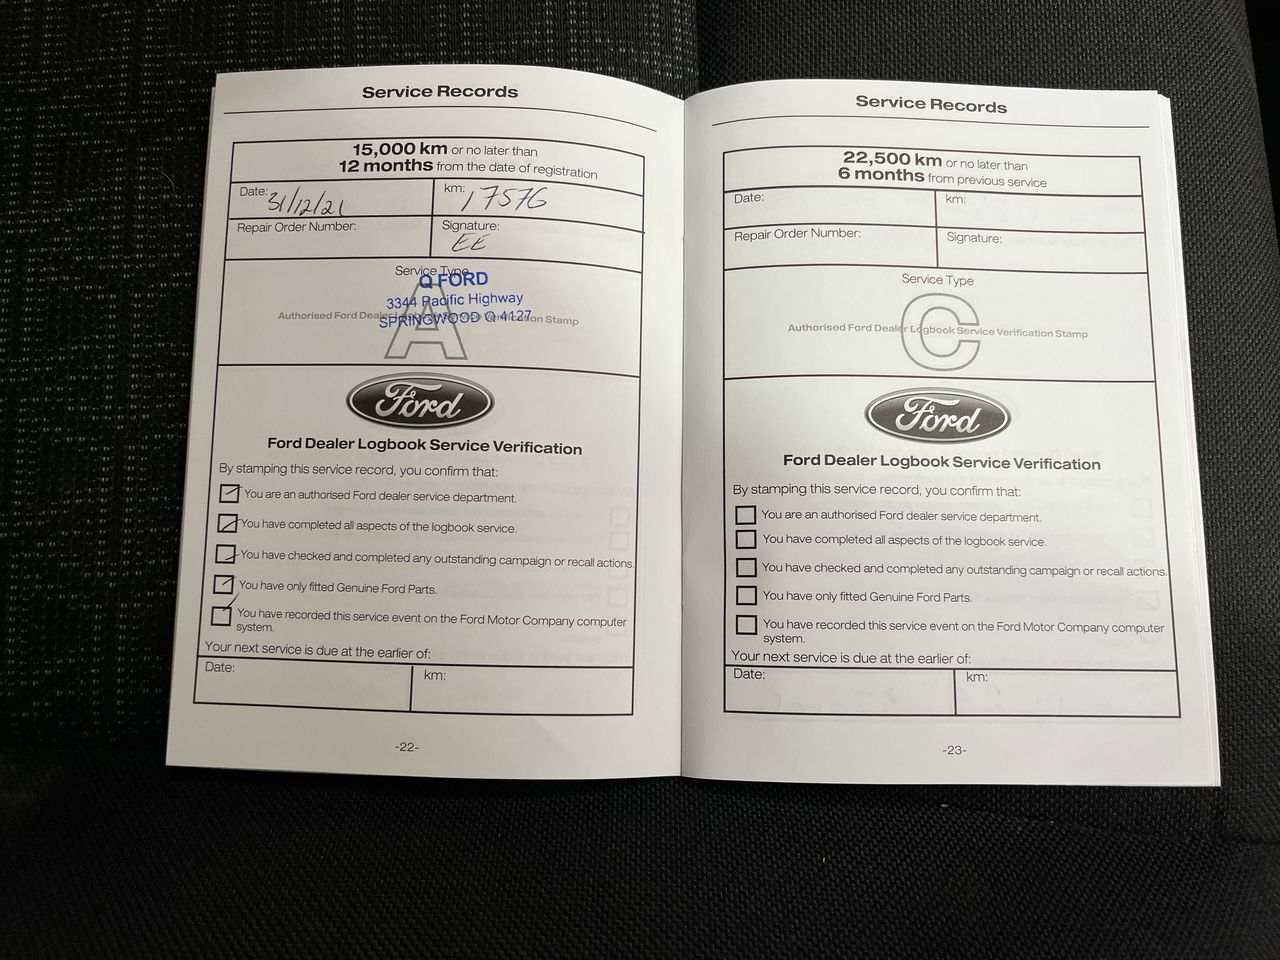 Service Records
15,000 km or no later than
12 months from the date of registration
Date: 31/12/21
km: 17576
Repair Order Number:
Signature: EE
Service Type
Q FORD
3344 Pacific Highway
SPRINGWOOD Q 4127
Authorised Ford Dealer Logbook Service Verification Stamp
A
Ford
Ford Dealer Logbook Service Verification
By stamping this service record, you confirm that:
You are an authorised Ford dealer service department.
You have completed all aspects of the logbook service.
You have checked and completed any outstanding campaign or recall actions.
You have only fitted Genuine Ford Parts.
You have recorded this service event on the Ford Motor Company computer
system.
Your next service is due at the earlier of:
Date:
km:
-22-
Service Records
22,500 km or no later than
6 months from previous service
Date:
km:
Repair Order Number:
Signature:
Service Type
Authorised Ford Dealer Logbook Service Verification Stamp
C
Ford
Ford Dealer Logbook Service Verification
By stamping this service record, you confirm that:
You are an authorised Ford dealer service department.
You have completed all aspects of the logbook service.
You have checked and completed any outstanding campaign or recall actions.
You have only fitted Genuine Ford Parts.
You have recorded this service event on the Ford Motor Company computer
system.
Your next service is due at the earlier of:
Date:
km:
-23-